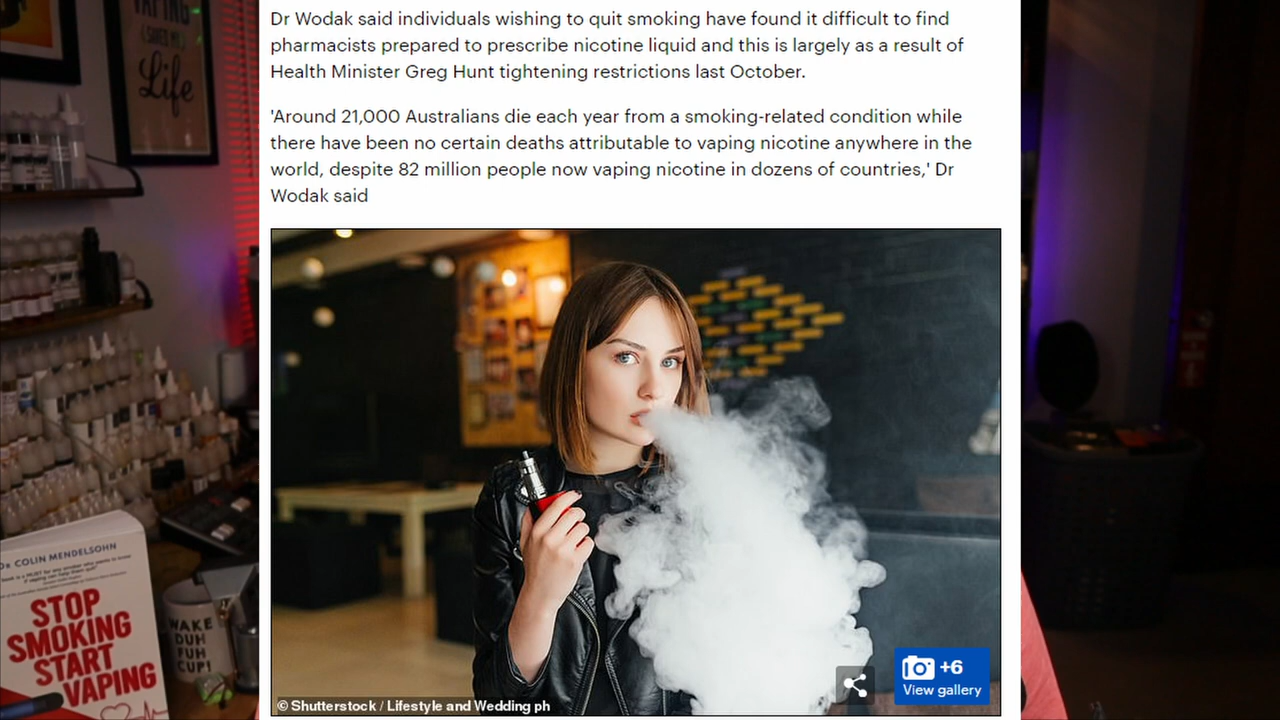 Dr Wodak said individuals wishing to quit smoking have found it difficult to find
pharmacists prepared to prescribe nicotine liquid and this is largely as a result of
Health Minister Greg Hunt tightening restrictions last October.
'Around 21,000 Australians die each year from a smoking-related condition while
there have been no certain deaths attributable to vaping nicotine anywhere in the
world, despite 82 million people now vaping nicotine in dozens of countries,' Dr
Wodak said
VAPING
Life
DR COLIN MENDELSOHN
STOP
SMOKING
START
VAPING
WAKE
DUH
FUH
CUP!
+6
View gallery
© Shutterstock / Lifestyle and Wedding ph